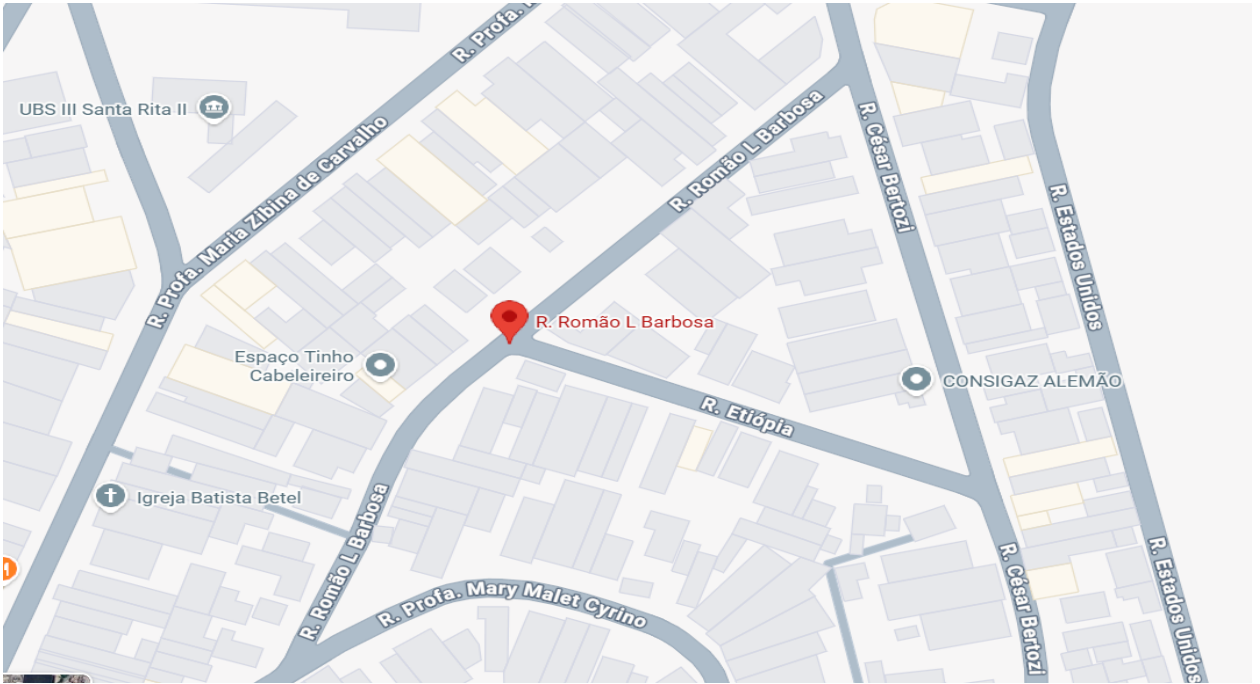 R. Profa.
UBS III Santa Rita II
R. Romão L Barbosa
R. César Bertozi
R. Profa. Maria Zibina de Carvalho
R. Estados Unidos
R. Romão L Barbosa
Espaço Tinho
Cabeleireiro
CONSIGAZ ALEMÃO
R. Etiópia
Igreja Batista Betel
R. Romão L Barbosa
R. Profa. Mary Malet Cyrino
R. César Bertozi
R. Estados Unidos